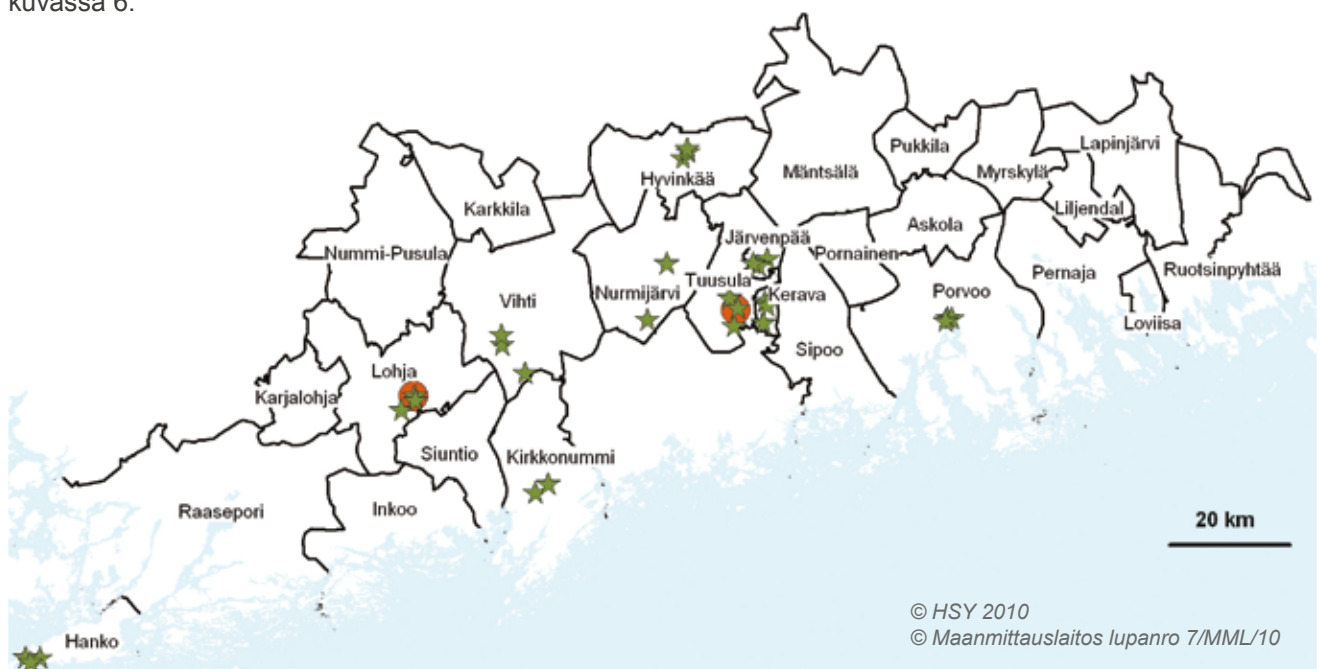 kuvassa 6.
Pukkila
Lapinjärvi
Mäntsälä
Myrskylä
Hyvinkää
Karkkila
Liljendal
Askola
Järvenpää
Nummi-Pusula
Pornainen
Pernaja
Ruotsinpyhtää
Tuusula
Nurmijärvi
Kerava
Porvoo
Vihti
Loviisa
Sipoo
Lohja
Karjalohja
Siuntio
Kirkkonummi
Raasepori
Inkoo
20 km
© HSY 2010
© Maanmittauslaitos lupanro 7/MML/10
Hanko